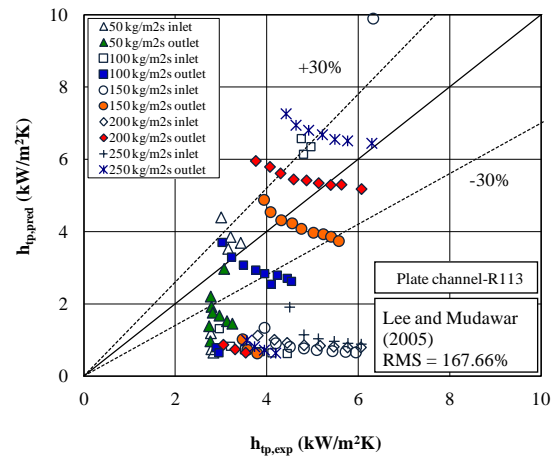 10
8
6
4
2
0
0
2
4
6
8
10
h_tp,pred (kW/m²K)
h_tp,exp (kW/m²K)
50 kg/m2s inlet
50 kg/m2s outlet
100 kg/m2s inlet
100 kg/m2s outlet
150 kg/m2s inlet
150 kg/m2s outlet
200 kg/m2s inlet
200 kg/m2s outlet
250 kg/m2s inlet
250 kg/m2s outlet
+30%
-30%
Plate channel-R113
Lee and Mudawar
(2005)
RMS = 167.66%